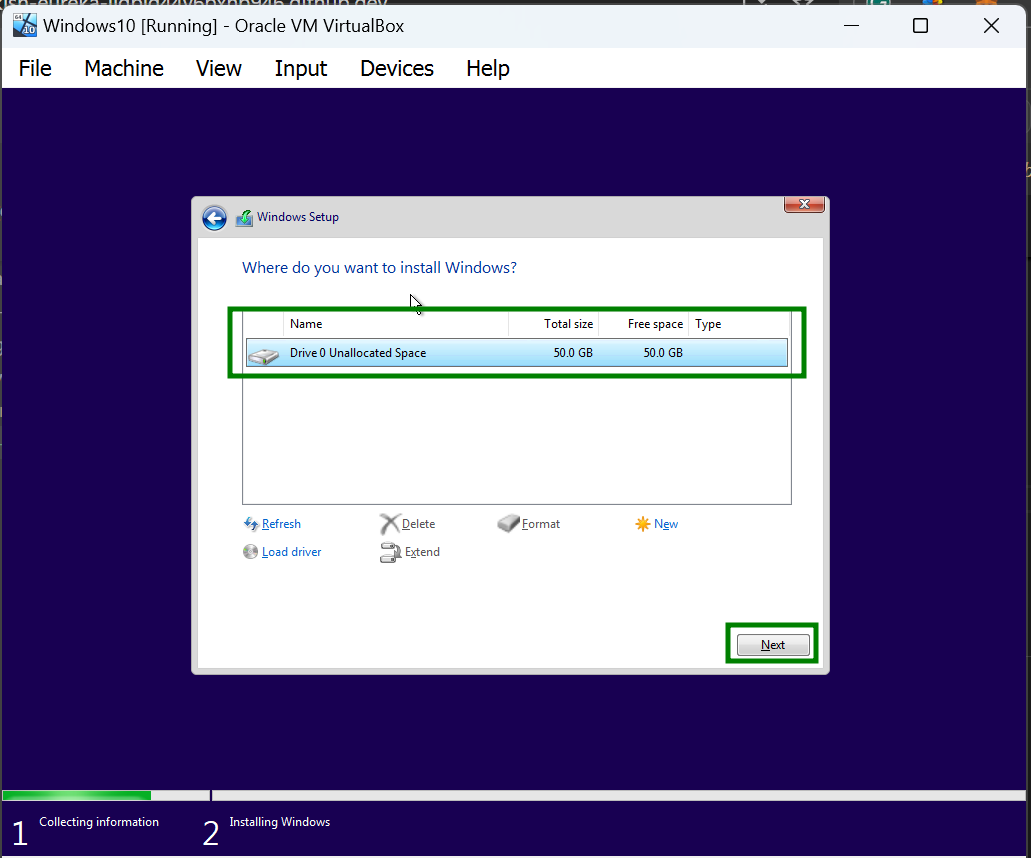 Windows10 [Running] - Oracle VM VirtualBox
File Machine View Input Devices Help
Windows Setup
Where do you want to install Windows?
Name Total size Free space Type
Drive 0 Unallocated Space 50.0 GB 50.0 GB
Refresh Delete Format New
Load driver Extend
Next
1 Collecting information 2 Installing Windows